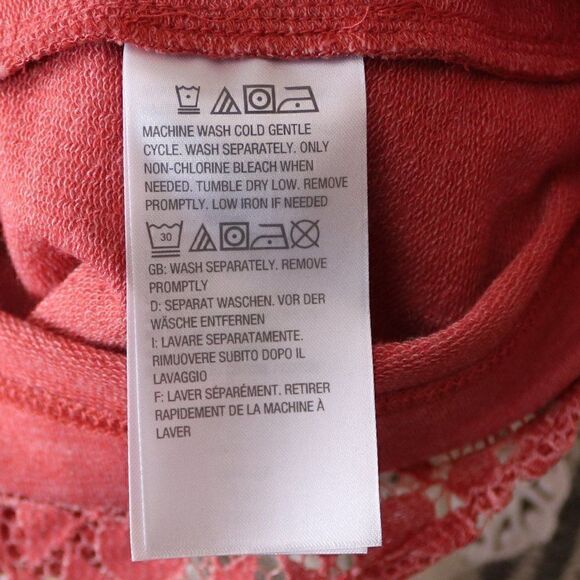 MACHINE WASH COLD GENTLE
CYCLE. WASH SEPARATELY. ONLY
NON-CHLORINE BLEACH WHEN
NEEDED. TUMBLE DRY LOW. REMOVE
PROMPTLY. LOW IRON IF NEEDED
30
GB: WASH SEPARATELY. REMOVE
PROMPTLY
D: SEPARAT WASCHEN. VOR DER
WÄSCHE ENTFERNEN
I: LAVARE SEPARATAMENTE.
RIMUOVERE SUBITO DOPO IL
LAVAGGIO
F: LAVER SÉPARÉMENT. RETIRER
RAPIDEMENT DE LA MACHINE À
LAVER